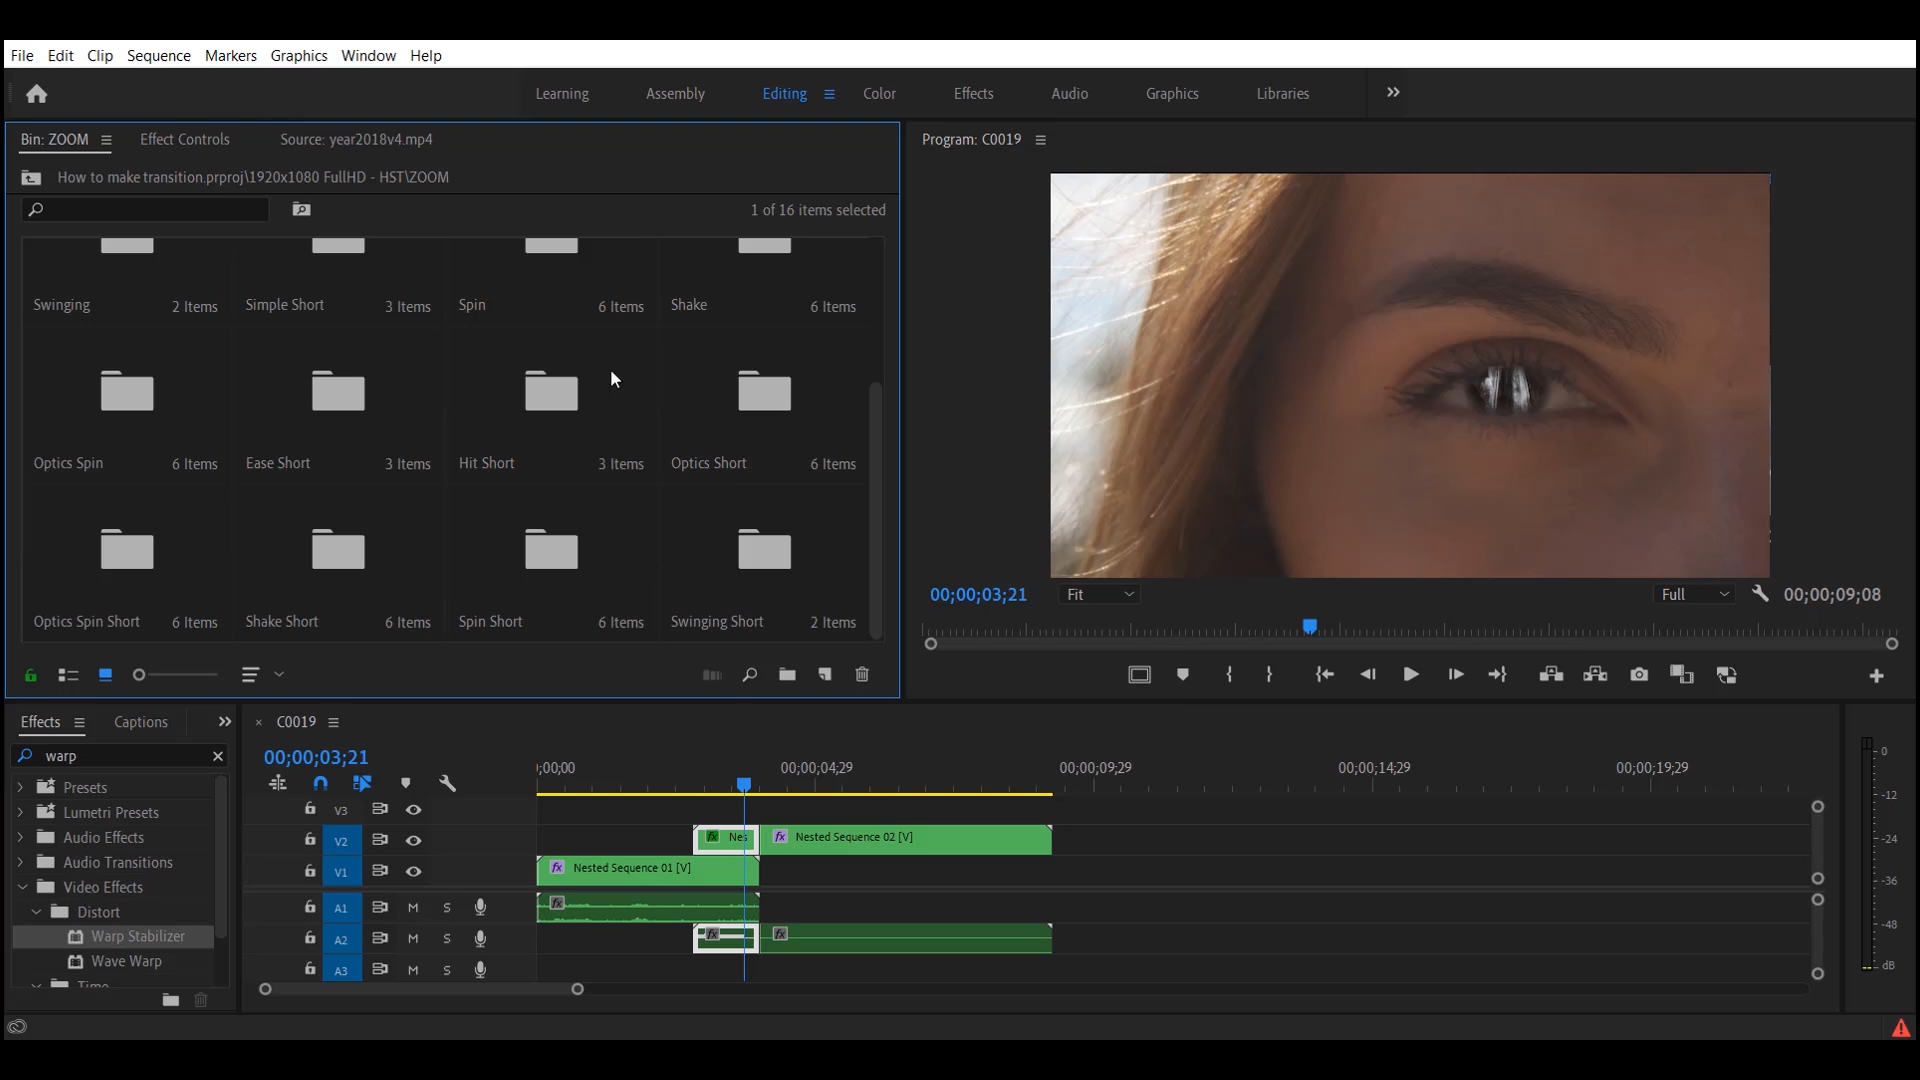 File Edit Clip Sequence Markers Graphics Window Help
Learning Assembly Editing Color Effects Audio Graphics Libraries
Bin: ZOOM Effect Controls Source: year2018v4.mp4
How to make transition.prproj\1920x1080 FullHD - HST\ZOOM
1 of 16 items selected
Swinging 2 Items Simple Short 3 Items Spin 6 Items Shake 6 Items
Optics Spin 6 Items Ease Short 3 Items Hit Short 3 Items Optics Short 6 Items
Optics Spin Short 6 Items Shake Short 6 Items Spin Short 6 Items Swinging Short 2 Items
Program: C0019
00;00;03;21 Fit Full 00;00;09;08
Effects Captions
warp
Presets
Lumetri Presets
Audio Effects
Audio Transitions
Video Effects
Distort
Warp Stabilizer
Wave Warp
Time
C0019
00;00;03;21
;00;00 00;00;04;29 00;00;09;29 00;00;14;29 00;00;19;29
V3
V2 fx Nes fx Nested Sequence 02 [V]
V1 fx Nested Sequence 01 [V]
A1 M S fx
A2 M S fx fx
A3 M S
0
-12
-24
-36
-48
dB